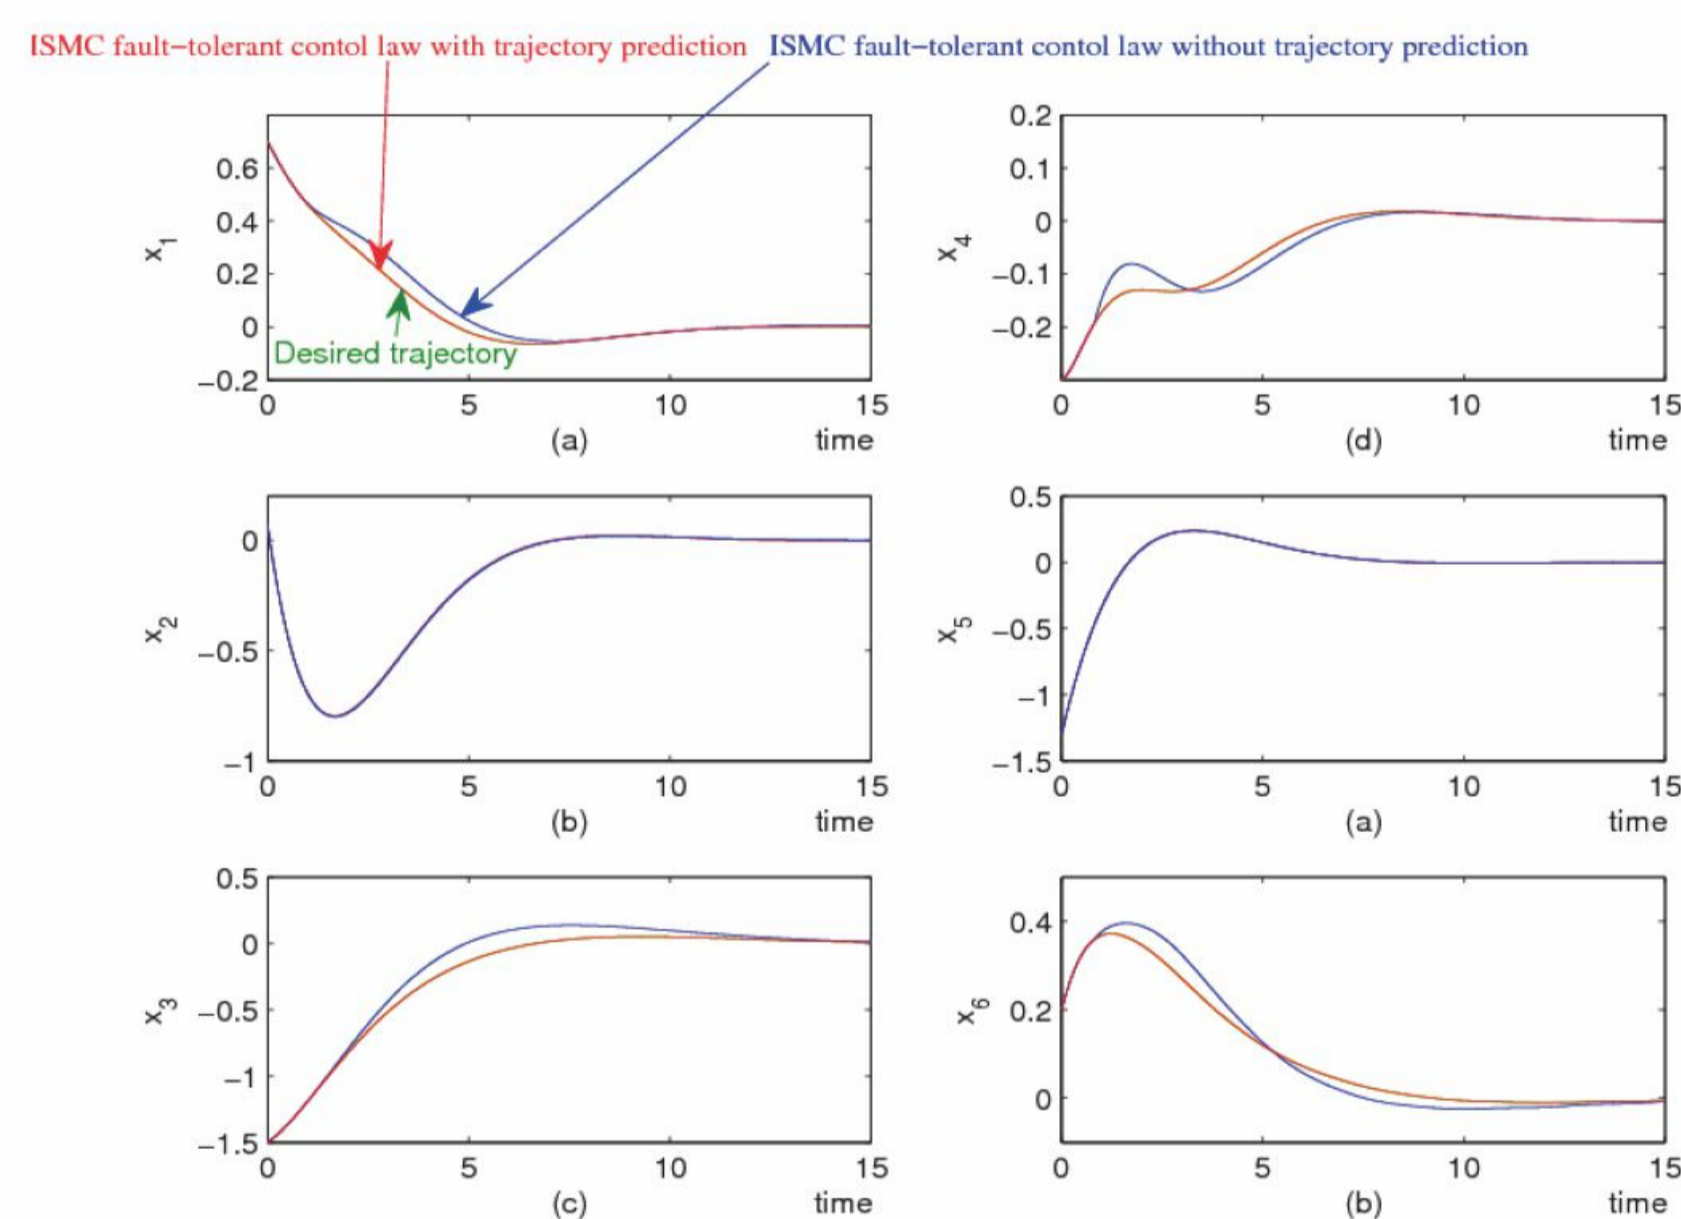 ISMC fault−tolerant contol law with trajectory prediction ISMC fault−tolerant contol law without trajectory prediction
0.6
0.4
0.2
0
−0.2
x1
Desired trajectory
0 5 10 15
(a) time
0.2
0.1
0
−0.1
−0.2
x4
0 5 10 15
(d) time
0
−0.5
−1
x2
0 5 10 15
(b) time
0.5
0
−0.5
−1
−1.5
x5
0 5 10 15
(a) time
0.5
0
−0.5
−1
−1.5
x3
0 5 10 15
(c) time
0.4
0.2
0
x6
0 5 10 15
(b) time